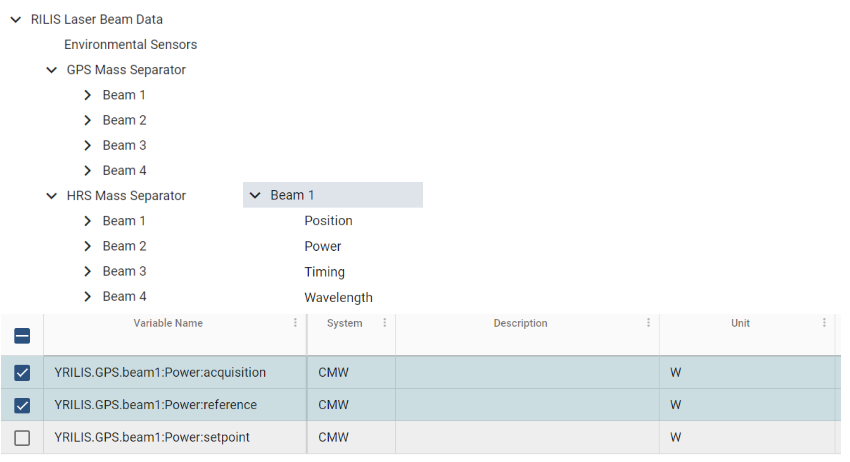 RILIS Laser Beam Data
Environmental Sensors
GPS Mass Separator
Beam 1
Beam 2
Beam 3
Beam 4
HRS Mass Separator
Beam 1
Beam 2
Beam 3
Beam 4
Beam 1
Position
Power
Timing
Wavelength
Variable Name System Description Unit
YRILIS.GPS.beam1:Power:acquisition CMW W
YRILIS.GPS.beam1:Power:reference CMW W
YRILIS.GPS.beam1:Power:setpoint CMW W